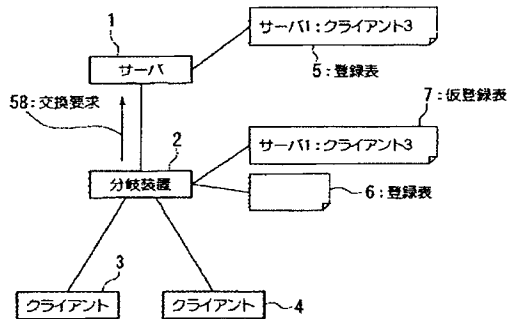 1
サーバ
サーバ1:クライアント3
5:登録表
58:交換要求
7:仮登録表
2
サーバ1:クライアント3
分岐装置
6:登録表
3
クライアント
クライアント
4